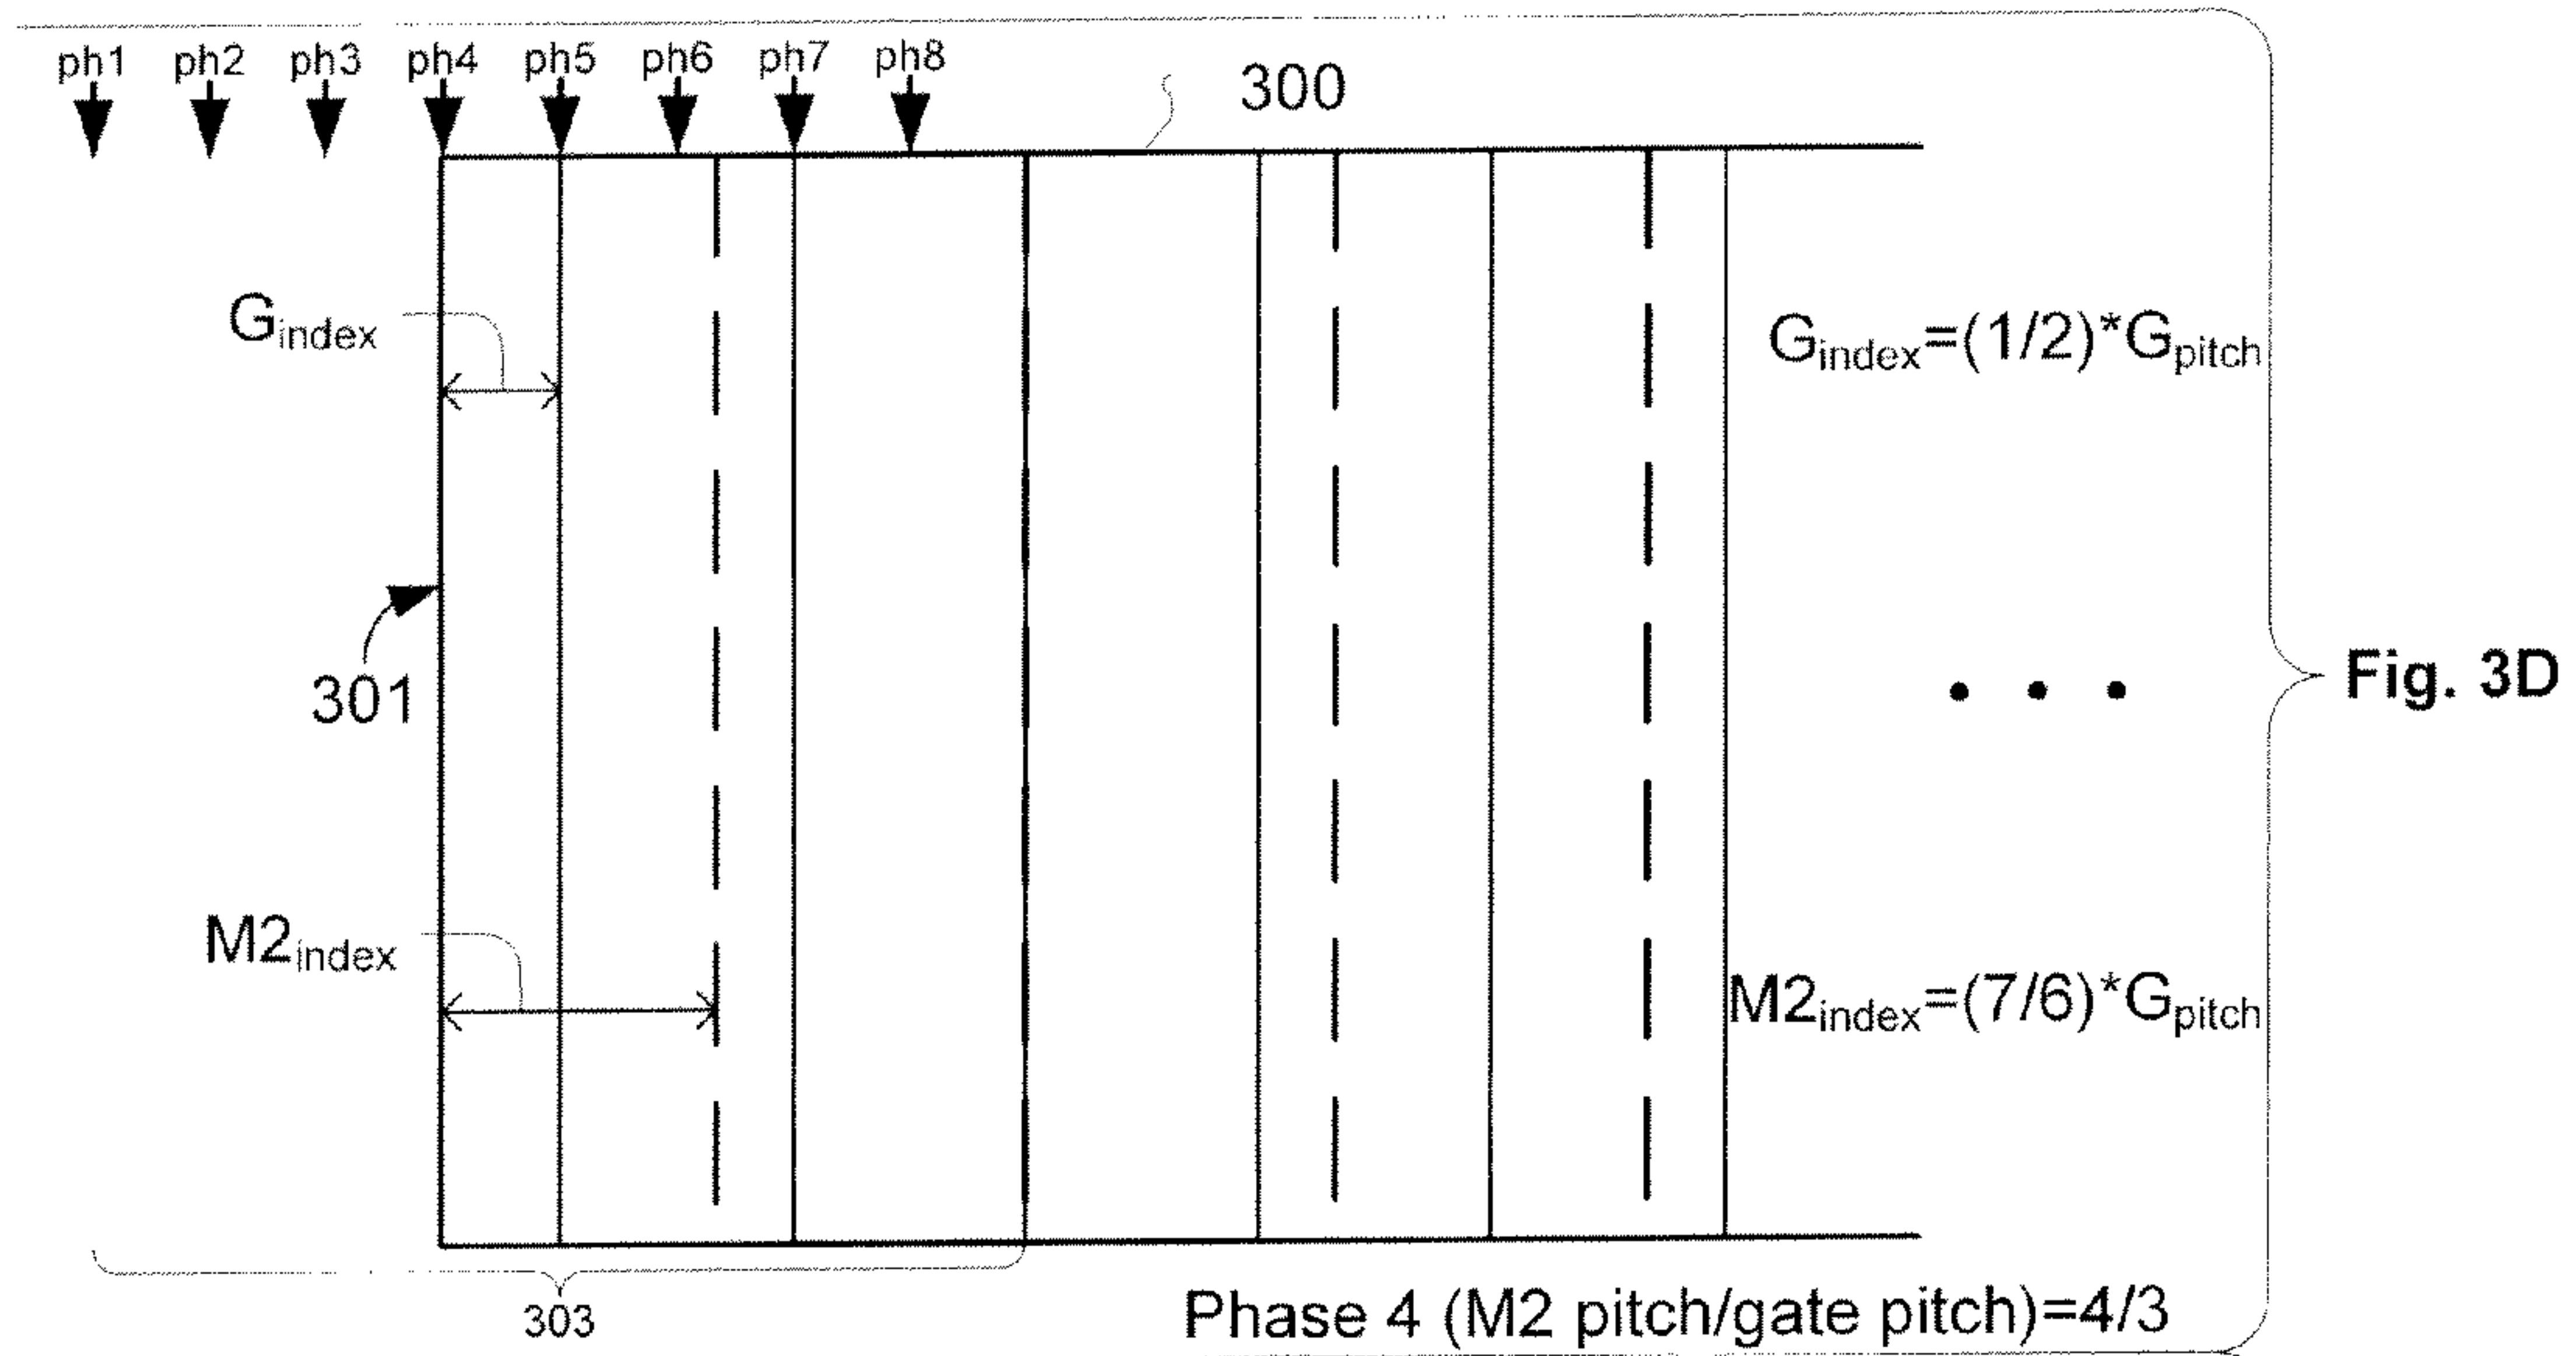 ph1 ph2 ph3 ph4 ph5 ph6 ph7 ph8
300
Gindex
Gindex=(1/2)*Gpitch
301
Fig. 3D
M2index
M2index=(7/6)*Gpitch
303
Phase 4 (M2 pitch/gate pitch)=4/3